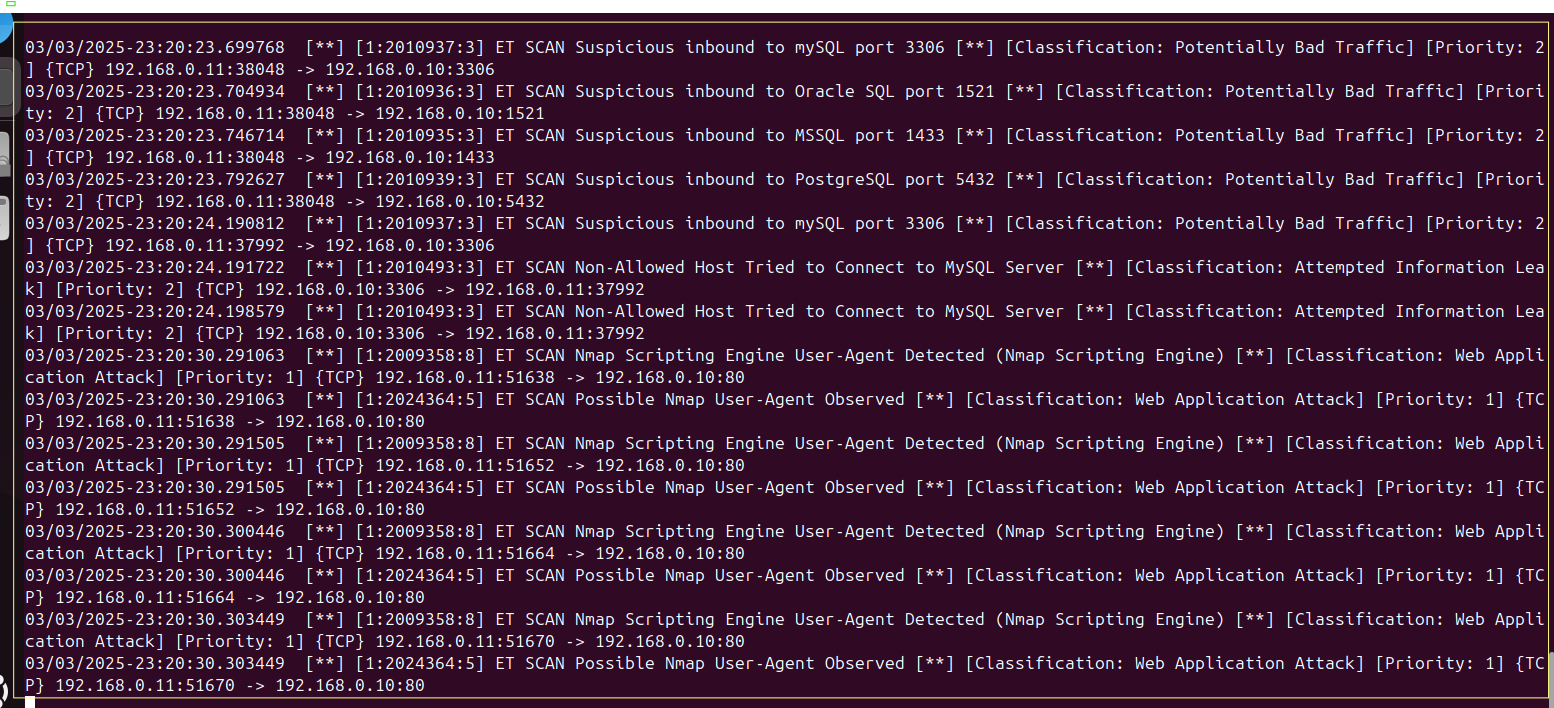 03/03/2025-23:20:23.699768  [**] [1:2010937:3] ET SCAN Suspicious inbound to mySQL port 3306 [**] [Classification: Potentially Bad Traffic] [Priority: 2
] {TCP} 192.168.0.11:38048 -> 192.168.0.10:3306
03/03/2025-23:20:23.704934  [**] [1:2010936:3] ET SCAN Suspicious inbound to Oracle SQL port 1521 [**] [Classification: Potentially Bad Traffic] [Priori
ty: 2] {TCP} 192.168.0.11:38048 -> 192.168.0.10:1521
03/03/2025-23:20:23.746714  [**] [1:2010935:3] ET SCAN Suspicious inbound to MSSQL port 1433 [**] [Classification: Potentially Bad Traffic] [Priority: 2
] {TCP} 192.168.0.11:38048 -> 192.168.0.10:1433
03/03/2025-23:20:23.792627  [**] [1:2010939:3] ET SCAN Suspicious inbound to PostgreSQL port 5432 [**] [Classification: Potentially Bad Traffic] [Priori
ty: 2] {TCP} 192.168.0.11:38048 -> 192.168.0.10:5432
03/03/2025-23:20:24.190812  [**] [1:2010937:3] ET SCAN Suspicious inbound to mySQL port 3306 [**] [Classification: Potentially Bad Traffic] [Priority: 2
] {TCP} 192.168.0.11:37992 -> 192.168.0.10:3306
03/03/2025-23:20:24.191722  [**] [1:2010493:3] ET SCAN Non-Allowed Host Tried to Connect to MySQL Server [**] [Classification: Attempted Information Lea
k] [Priority: 2] {TCP} 192.168.0.10:3306 -> 192.168.0.11:37992
03/03/2025-23:20:24.198579  [**] [1:2010493:3] ET SCAN Non-Allowed Host Tried to Connect to MySQL Server [**] [Classification: Attempted Information Lea
k] [Priority: 2] {TCP} 192.168.0.10:3306 -> 192.168.0.11:37992
03/03/2025-23:20:30.291063  [**] [1:2009358:8] ET SCAN Nmap Scripting Engine User-Agent Detected (Nmap Scripting Engine) [**] [Classification: Web Appli
cation Attack] [Priority: 1] {TCP} 192.168.0.11:51638 -> 192.168.0.10:80
03/03/2025-23:20:30.291063  [**] [1:2024364:5] ET SCAN Possible Nmap User-Agent Observed [**] [Classification: Web Application Attack] [Priority: 1] {TC
P} 192.168.0.11:51638 -> 192.168.0.10:80
03/03/2025-23:20:30.291505  [**] [1:2009358:8] ET SCAN Nmap Scripting Engine User-Agent Detected (Nmap Scripting Engine) [**] [Classification: Web Appli
cation Attack] [Priority: 1] {TCP} 192.168.0.11:51652 -> 192.168.0.10:80
03/03/2025-23:20:30.291505  [**] [1:2024364:5] ET SCAN Possible Nmap User-Agent Observed [**] [Classification: Web Application Attack] [Priority: 1] {TC
P} 192.168.0.11:51652 -> 192.168.0.10:80
03/03/2025-23:20:30.300446  [**] [1:2009358:8] ET SCAN Nmap Scripting Engine User-Agent Detected (Nmap Scripting Engine) [**] [Classification: Web Appli
cation Attack] [Priority: 1] {TCP} 192.168.0.11:51664 -> 192.168.0.10:80
03/03/2025-23:20:30.300446  [**] [1:2024364:5] ET SCAN Possible Nmap User-Agent Observed [**] [Classification: Web Application Attack] [Priority: 1] {TC
P} 192.168.0.11:51664 -> 192.168.0.10:80
03/03/2025-23:20:30.303449  [**] [1:2009358:8] ET SCAN Nmap Scripting Engine User-Agent Detected (Nmap Scripting Engine) [**] [Classification: Web Appli
cation Attack] [Priority: 1] {TCP} 192.168.0.11:51670 -> 192.168.0.10:80
03/03/2025-23:20:30.303449  [**] [1:2024364:5] ET SCAN Possible Nmap User-Agent Observed [**] [Classification: Web Application Attack] [Priority: 1] {TC
P} 192.168.0.11:51670 -> 192.168.0.10:80